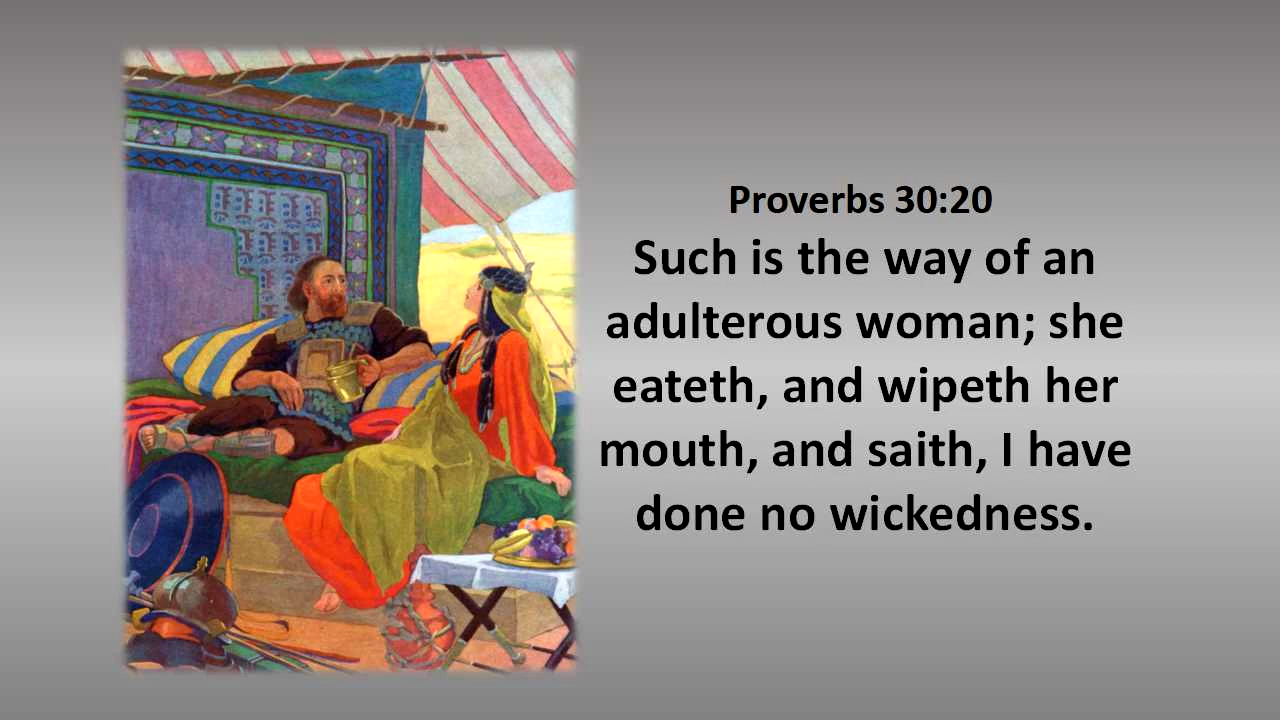 Proverbs 30:20
Such is the way of an
adulterous woman; she
eateth, and wipeth her
mouth, and saith, I have
done no wickedness.